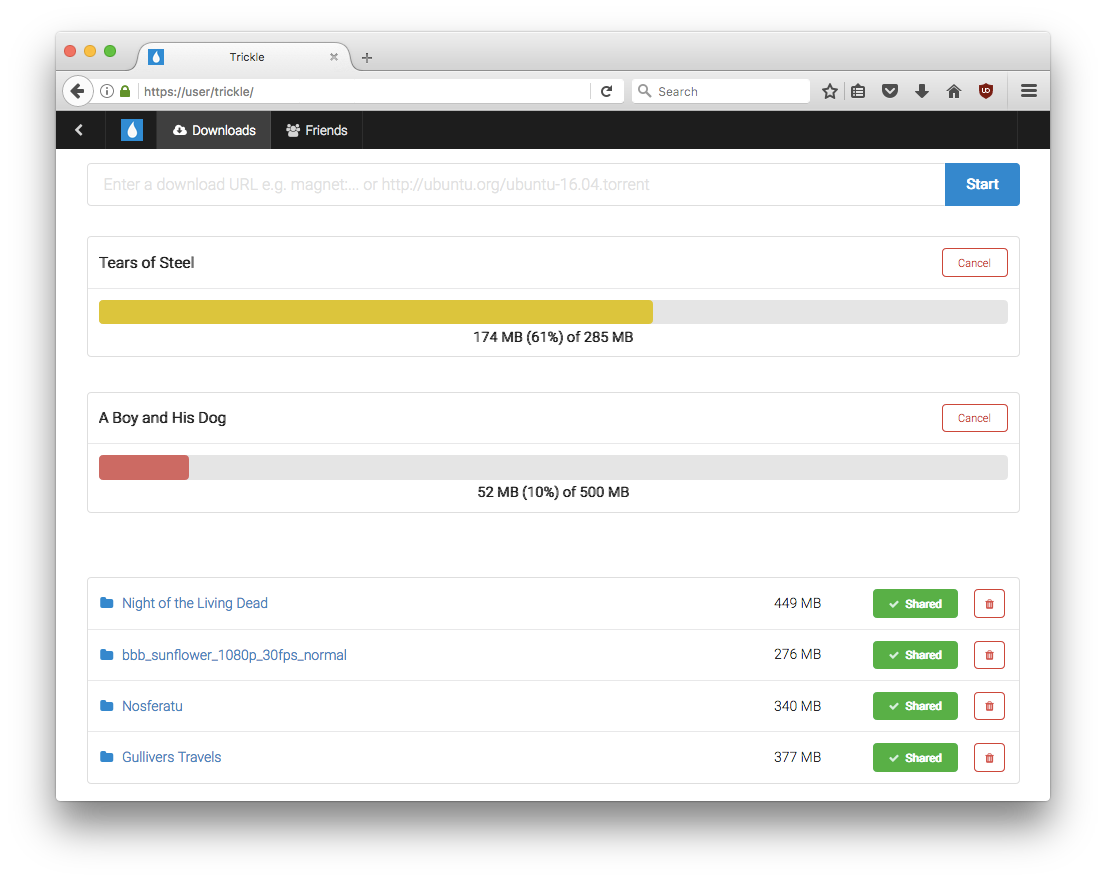 Trickle
https://user/trickle/
Search
Downloads
Friends
Enter a download URL e.g. magnet:... or http://ubuntu.org/ubuntu-16.04.torrent
Start
Tears of Steel
Cancel
174 MB (61%) of 285 MB
A Boy and His Dog
Cancel
52 MB (10%) of 500 MB
Night of the Living Dead 449 MB Shared
bbb_sunflower_1080p_30fps_normal 276 MB Shared
Nosferatu 340 MB Shared
Gullivers Travels 377 MB Shared